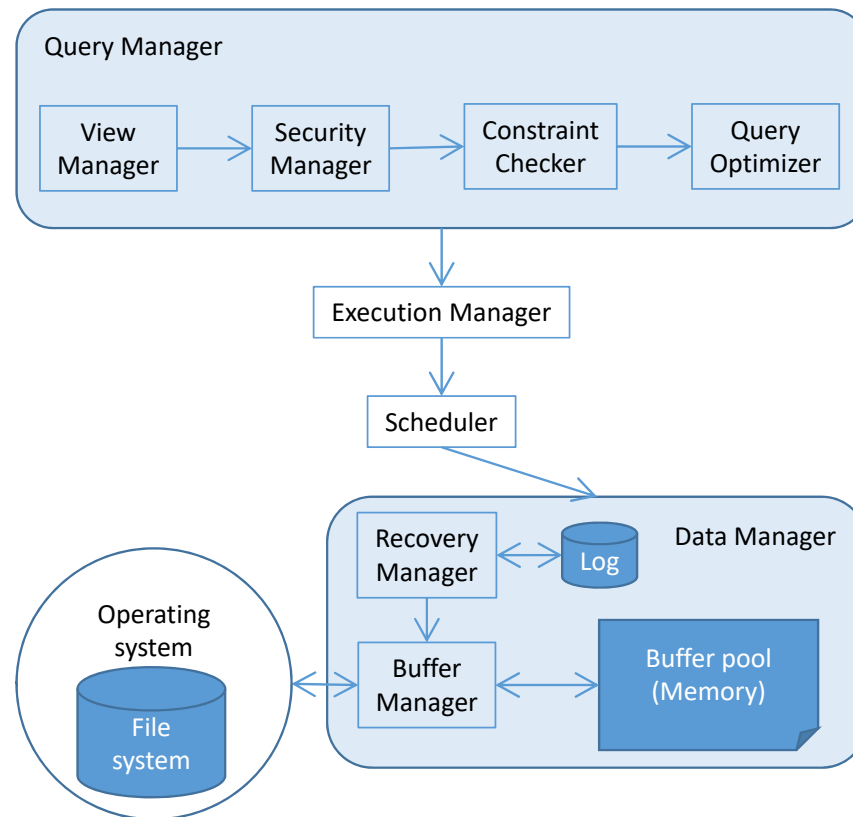 Query Manager
View
Manager
Security
Manager
Constraint
Checker
Query
Optimizer
Execution Manager
Scheduler
Recovery
Manager
Log
Data Manager
Operating
system
File
system
Buffer
Manager
Buffer pool
(Memory)